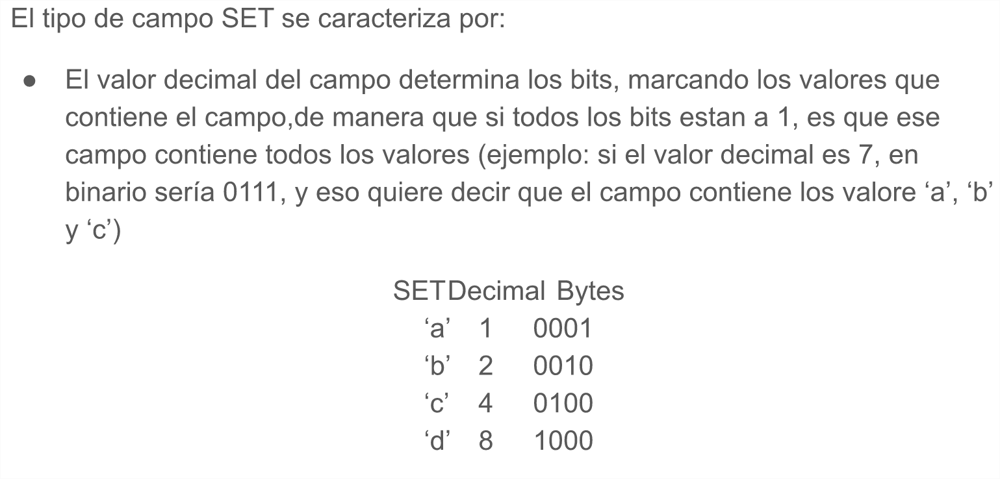 El tipo de campo SET se caracteriza por:
● El valor decimal del campo determina los bits, marcando los valores que
contiene el campo,de manera que si todos los bits estan a 1, es que ese
campo contiene todos los valores (ejemplo: si el valor decimal es 7, en
binario sería 0111, y eso quiere decir que el campo contiene los valore ‘a’, ‘b’
y ‘c’)
SETDecimal Bytes
‘a’ 1 0001
‘b’ 2 0010
‘c’ 4 0100
‘d’ 8 1000